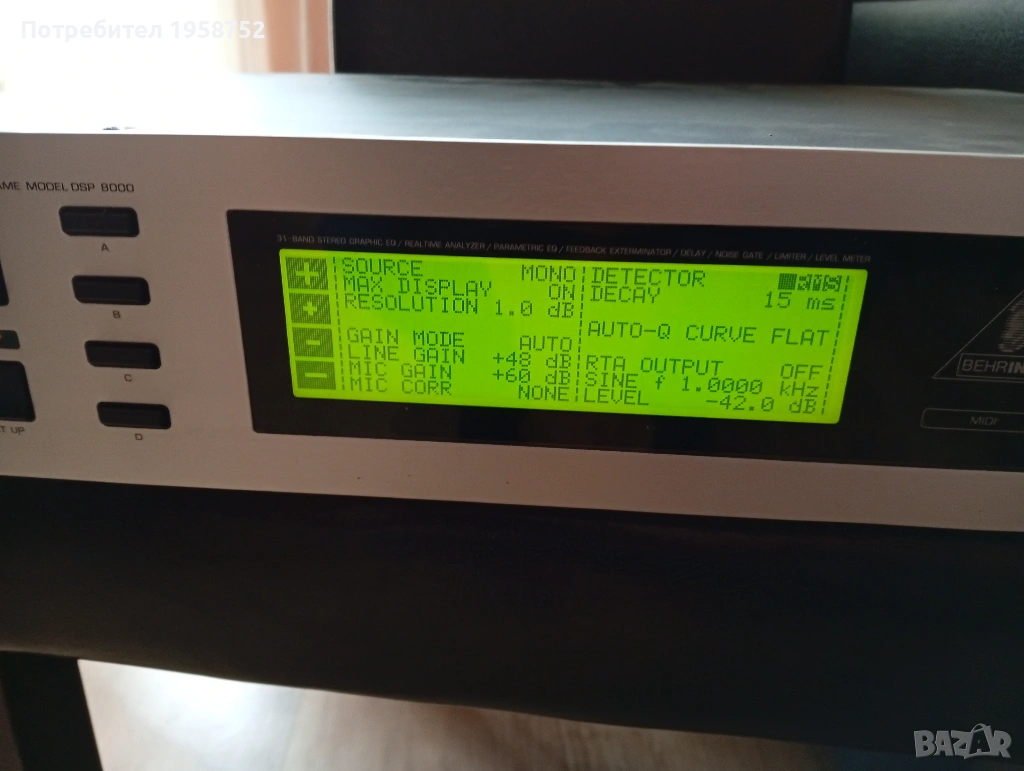 Потребител 1958752
AME MODEL DSP 8000
31-BAND STEREO GRAPHIC EQ / REALTIME ANALYZER / PARAMETRIC EQ / FEEDBACK EXTERMINATOR / DELAY / NOISE GATE / LIMITER / LEVEL METER
A
B
C
D
T UP
SOURCE MONO
MAX DISPLAY ON
RESOLUTION 1.0 dB
GAIN MODE AUTO
LINE GAIN +48 dB
MIC GAIN +60 dB
MIC CORR NONE
DETECTOR
DECAY 15 ms
AUTO-Q CURVE FLAT
RTA OUTPUT OFF
SINE f 1.0000 kHz
LEVEL -42.0 dB
BEHRIN
MIDI
BAZAR